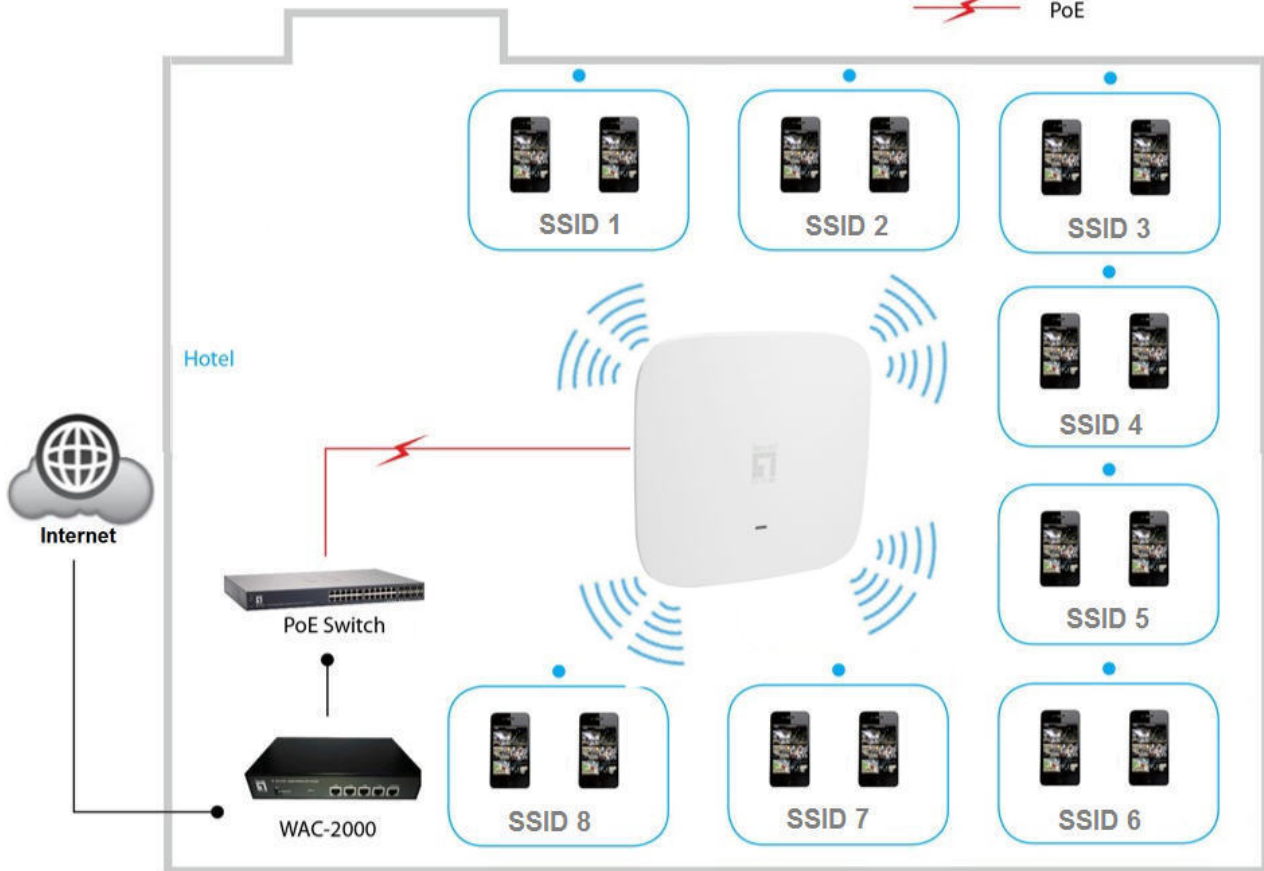 PoE
SSID 1
SSID 2
SSID 3
Hotel
SSID 4
Internet
SSID 5
PoE Switch
SSID 8
SSID 7
SSID 6
WAC-2000